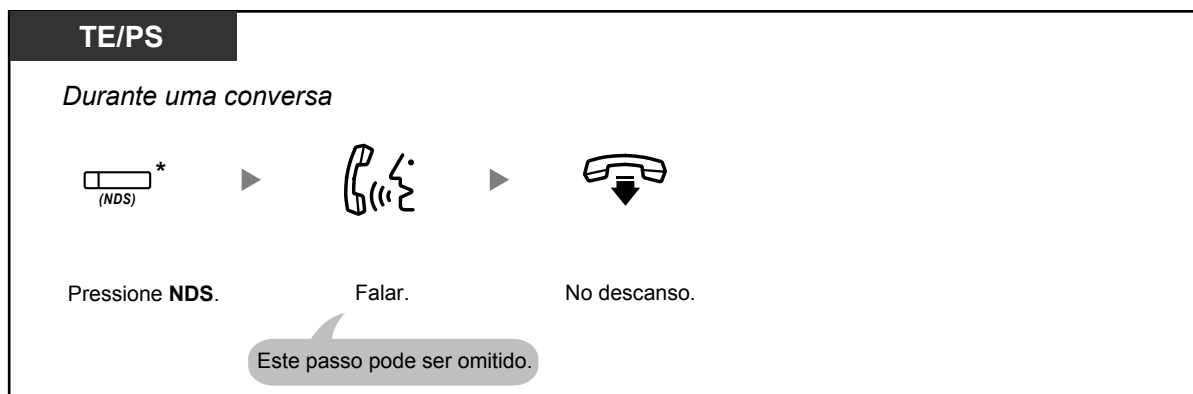 TE/PS
Durante uma conversa
*
(NDS)
Pressione NDS. Falar. No descanso.
Este passo pode ser omitido.